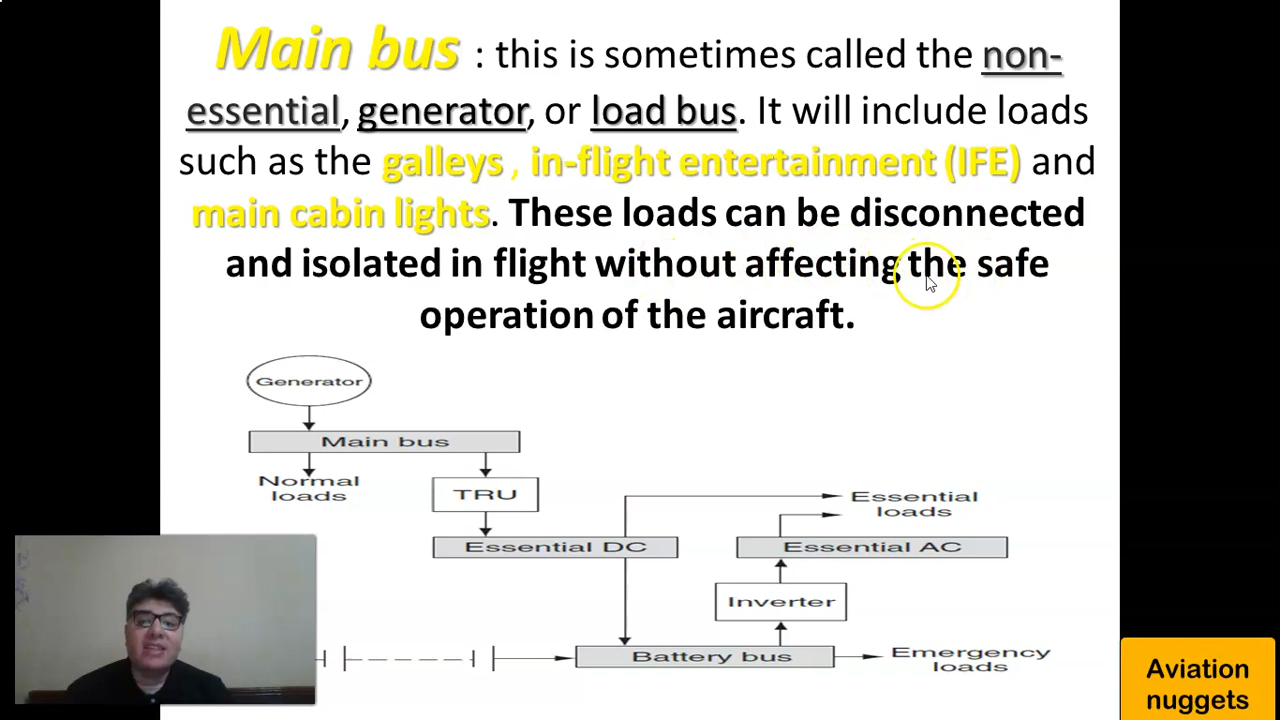 Main bus : this is sometimes called the non-
essential, generator, or load bus. It will include loads
such as the galleys , in-flight entertainment (IFE) and
main cabin lights. These loads can be disconnected
and isolated in flight without affecting the safe
operation of the aircraft.
Generator
Main bus
Normal
loads
TRU
Essential
loads
Essential DC
Essential AC
Inverter
Battery bus
Emergency
loads
Aviation
nuggets